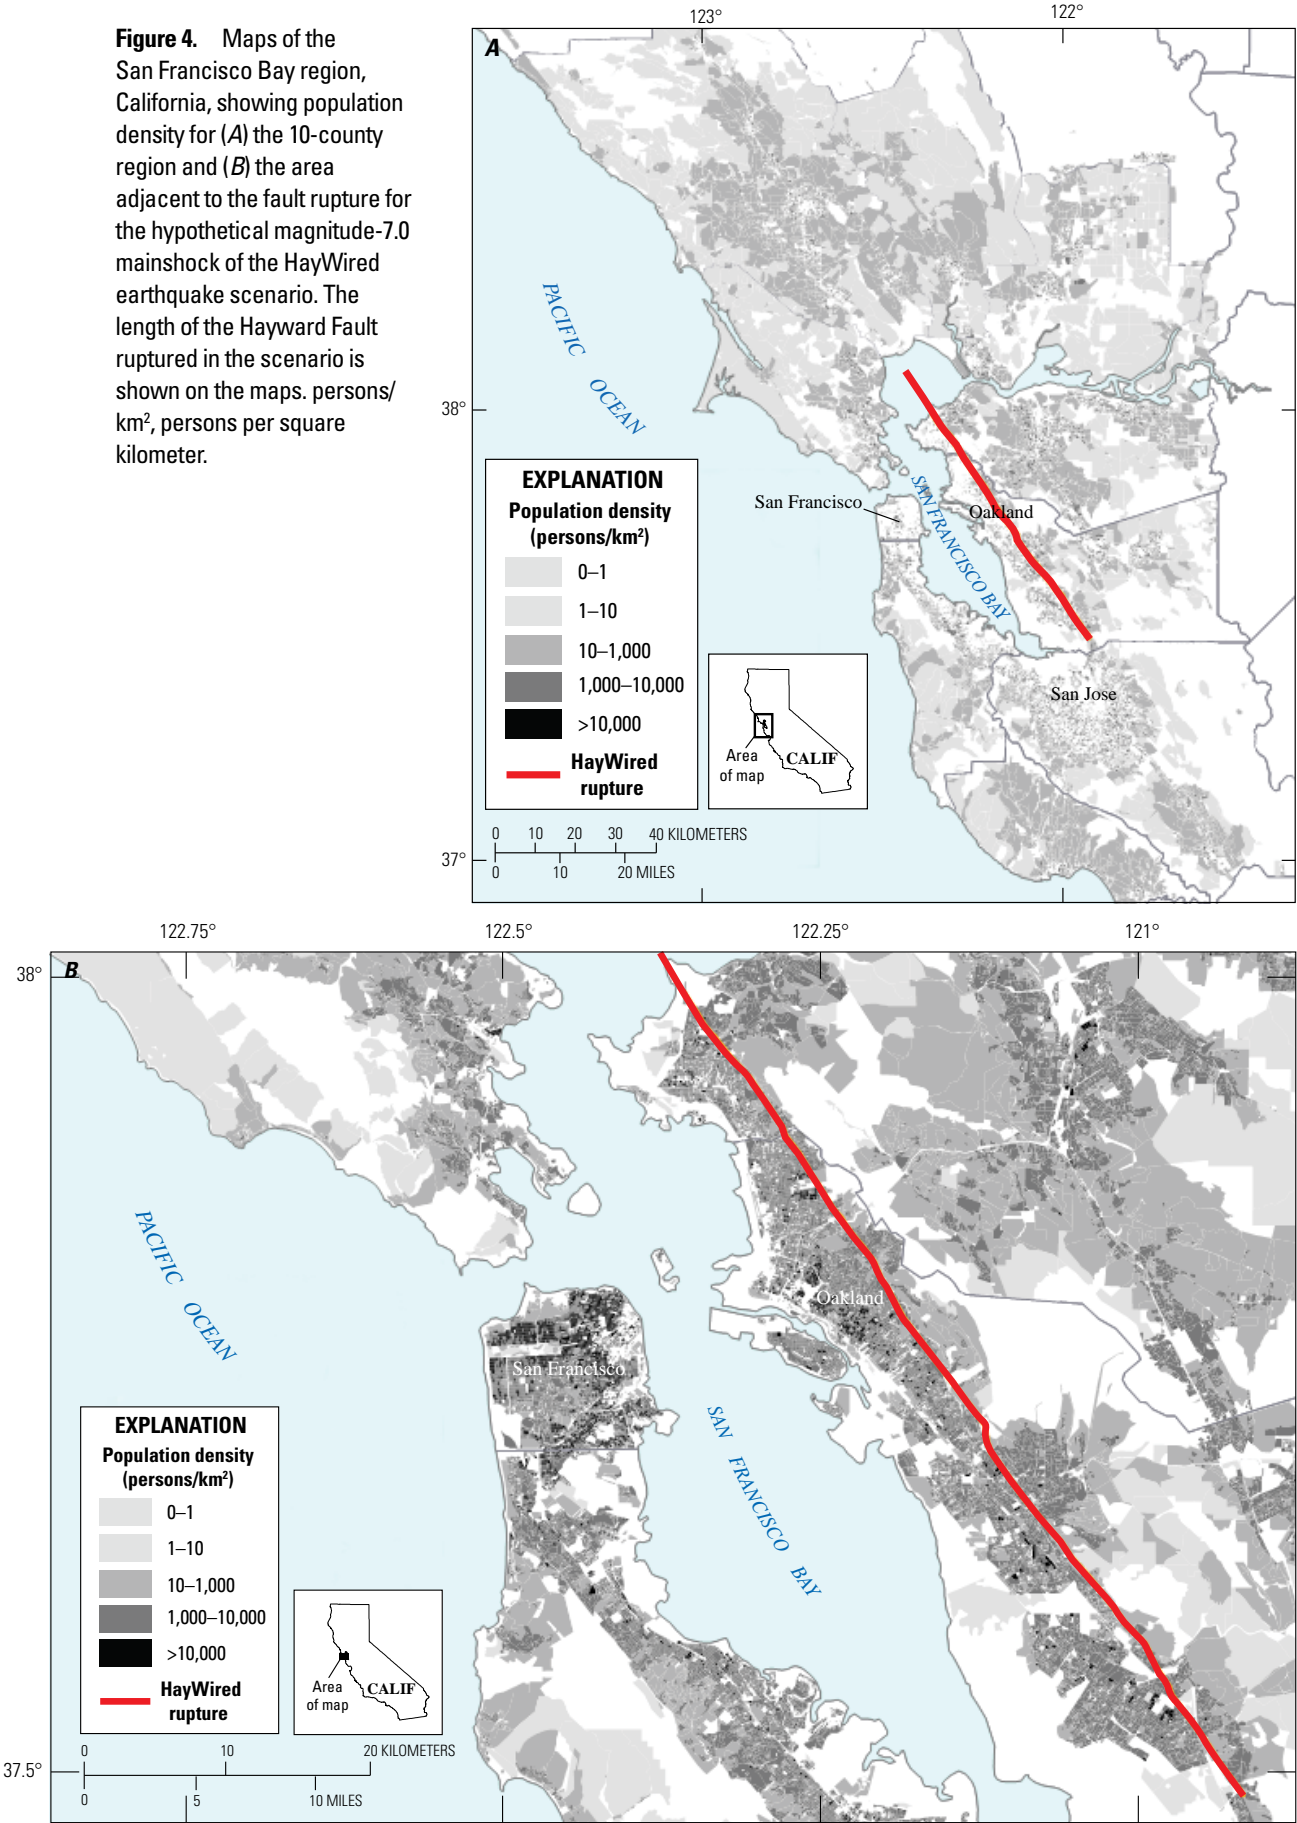 Figure 4. Maps of the
San Francisco Bay region,
California, showing population
density for (A) the 10-county
region and (B) the area
adjacent to the fault rupture for
the hypothetical magnitude-7.0
mainshock of the HayWired
earthquake scenario. The
length of the Hayward Fault
ruptured in the scenario is
shown on the maps. persons/
km², persons per square
kilometer.
123°
122°
A
38°
37°
PACIFIC
OCEAN
San Francisco
SAN FRANCISCO BAY
Oakland
San Jose
EXPLANATION
Population density
(persons/km²)
0–1
1–10
10–1,000
1,000–10,000
>10,000
HayWired
rupture
Area
of map
CALIF
0 10 20 30 40 KILOMETERS
0 10 20 MILES
122.75°
122.5°
122.25°
121°
B
38°
37.5°
PACIFIC
OCEAN
Oakland
San Francisco
SAN
FRANCISCO
BAY
EXPLANATION
Population density
(persons/km²)
0–1
1–10
10–1,000
1,000–10,000
>10,000
HayWired
rupture
Area
of map
CALIF
0 10 20 KILOMETERS
0 5 10 MILES